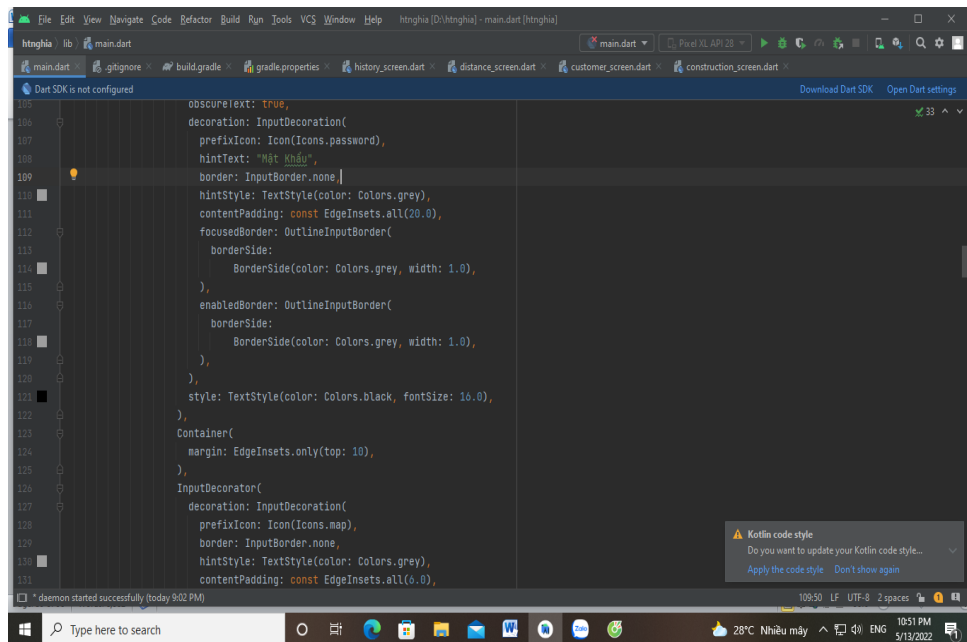 File Edit View Navigate Code Refactor Build Run Tools VCS Window Help htnghia [D:\htnghia] - main.dart [htnghia]
htnghia lib main.dart main.dart Pixel XL API 28
main.dart .gitignore build.gradle gradle.properties history_screen.dart distance_screen.dart customer_screen.dart construction_screen.dart
Dart SDK is not configured Download Dart SDK Open Dart settings
105 obscureText: true,
33
106 decoration: InputDecoration(
107 prefixIcon: Icon(Icons.password),
108 hintText: "Mật Khẩu",
109 border: InputBorder.none,
110 hintStyle: TextStyle(color: Colors.grey),
111 contentPadding: const EdgeInsets.all(20.0),
112 focusedBorder: OutlineInputBorder(
113 borderSide:
114 BorderSide(color: Colors.grey, width: 1.0),
115 ),
116 enabledBorder: OutlineInputBorder(
117 borderSide:
118 BorderSide(color: Colors.grey, width: 1.0),
119 ),
120 ),
121 style: TextStyle(color: Colors.black, fontSize: 16.0),
122 ),
123 Container(
124 margin: EdgeInsets.only(top: 10),
125 ),
126 InputDecorator(
127 decoration: InputDecoration(
128 prefixIcon: Icon(Icons.map),
129 border: InputBorder.none,
130 hintStyle: TextStyle(color: Colors.grey),
131 contentPadding: const EdgeInsets.all(6.0),
Kotlin code style
Do you want to update your Kotlin code style...
Apply the code style Don't show again
* daemon started successfully (today 9:02 PM) 109:50 LF UTF-8 2 spaces
Type here to search Zalo 28°C Nhiều mây ENG 10:51 PM
5/13/2022